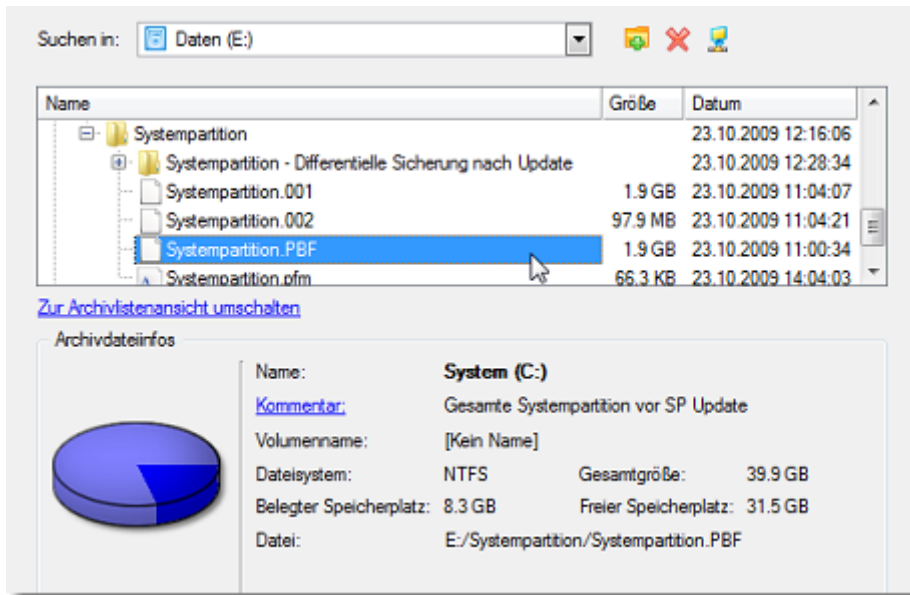 Suchen in: Daten (E:)
Name Größe Datum
Systempartition 23.10.2009 12:16:06
Systempartition - Differentielle Sicherung nach Update 23.10.2009 12:28:34
Systempartition.001 1.9 GB 23.10.2009 11:04:07
Systempartition.002 97.9 MB 23.10.2009 11:04:21
Systempartition.PBF 1.9 GB 23.10.2009 11:00:34
Systempartition.pfm 66.3 KB 23.10.2009 14:04:03
Zur Archivlistenansicht umschalten
Archivdateiinfos
Name: System (C:)
Kommentar: Gesamte Systempartition vor SP Update
Volumenname: [Kein Name]
Dateisystem: NTFS Gesamtgröße: 39.9 GB
Belegter Speicherplatz: 8.3 GB Freier Speicherplatz: 31.5 GB
Datei: E:/Systempartition/Systempartition.PBF